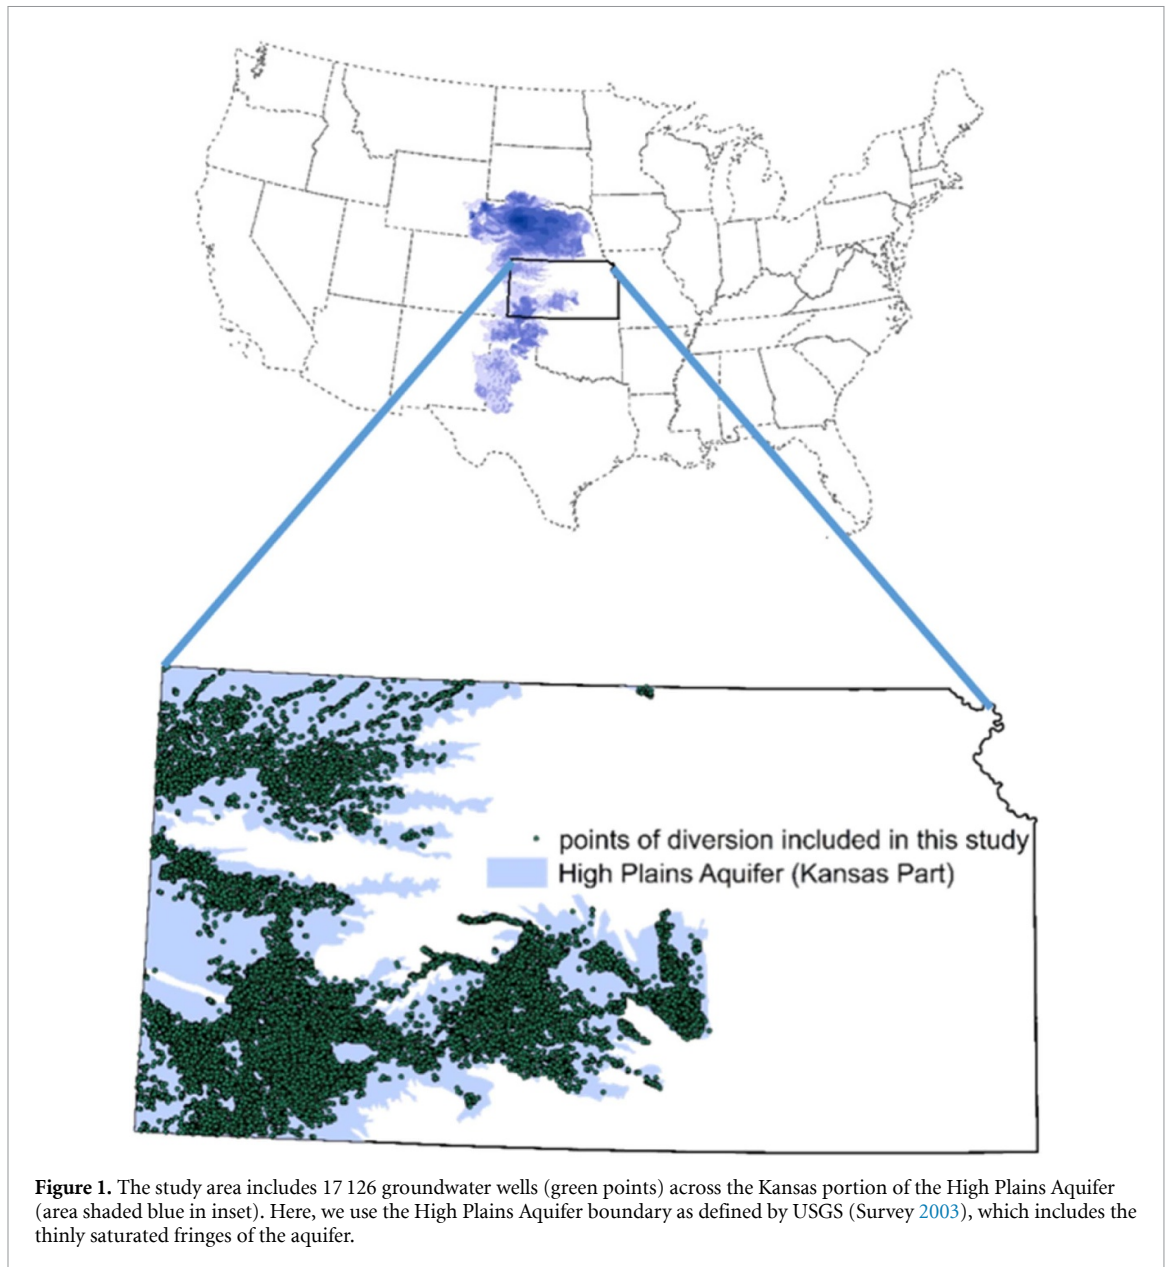 points of diversion included in this study
High Plains Aquifer (Kansas Part)
Figure 1. The study area includes 17 126 groundwater wells (green points) across the Kansas portion of the High Plains Aquifer
(area shaded blue in inset). Here, we use the High Plains Aquifer boundary as defined by USGS (Survey 2003), which includes the
thinly saturated fringes of the aquifer.